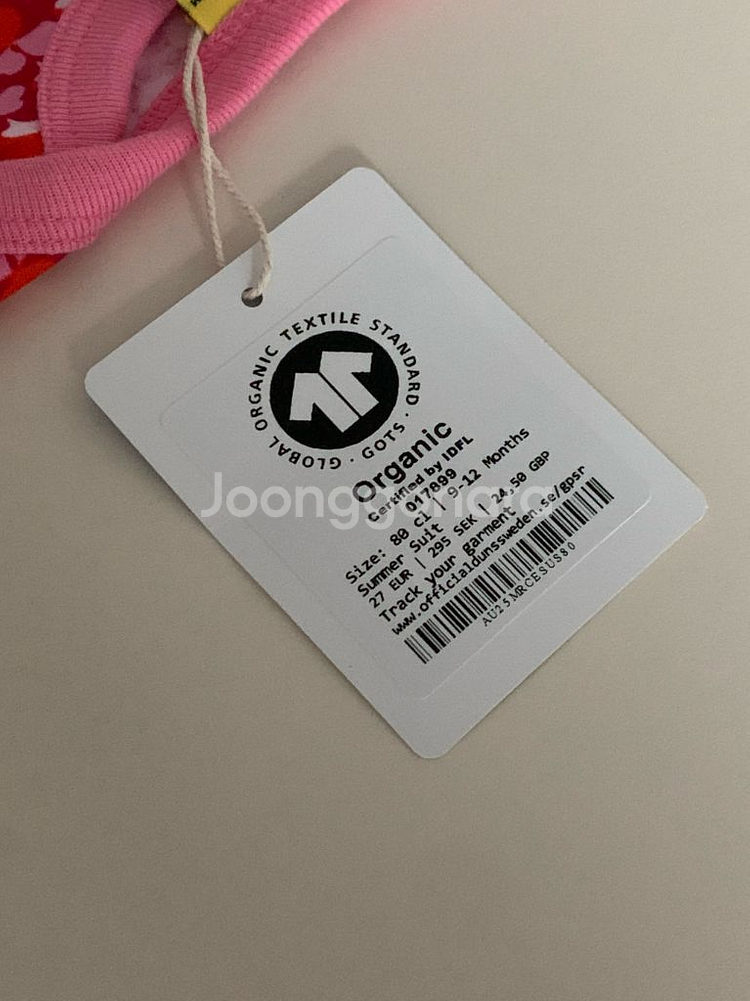 GLOBAL ORGANIC TEXTILE STANDARD · GOTS ·
Organic
Certified by IDFL
017899
Size: 80 cl | 9-12 Months
Summer Suit
27 EUR | 295 SEK | 24,50 GBP
Track your garment
www.officialdunssweden.se/gpsr
AU25MRCESUS80
Joonggonara